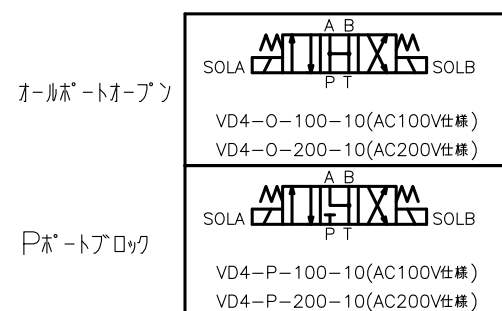 オールポートオープン
A B
SOLA SOLB
P T
VD4-O-100-10(AC100V仕様)
VD4-O-200-10(AC200V仕様)
Pポートブロック
A B
SOLA SOLB
P T
VD4-P-100-10(AC100V仕様)
VD4-P-200-10(AC200V仕様)